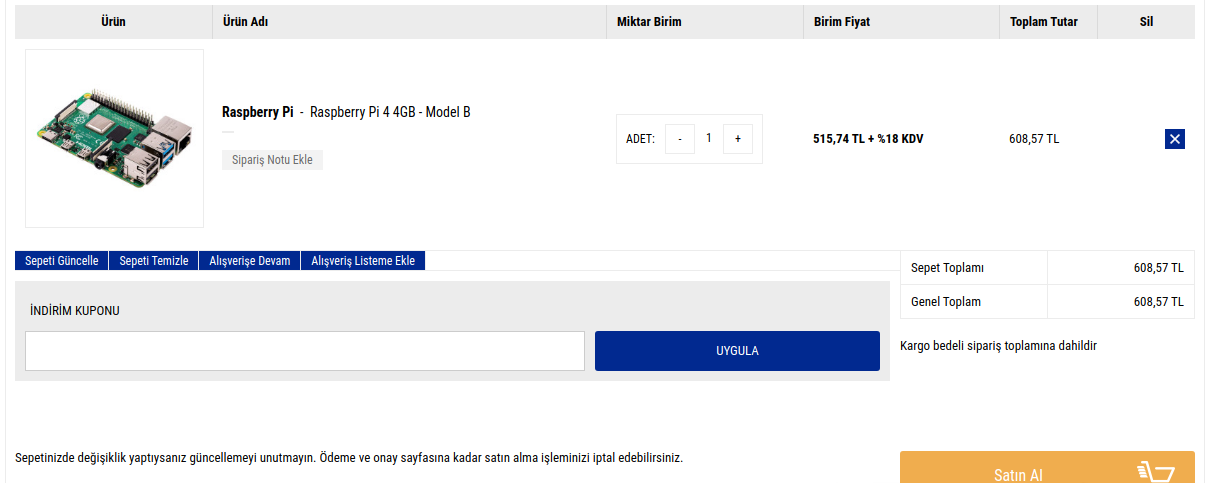 Ürün Ürün Adı Miktar Birim Birim Fiyat Toplam Tutar Sil
Raspberry Pi - Raspberry Pi 4 4GB - Model B
Sipariş Notu Ekle
ADET: - 1 +
515,74 TL + %18 KDV
608,57 TL
Sepeti Güncelle Sepeti Temizle Alışverişe Devam Alışveriş Listeme Ekle
Sepet Toplamı 608,57 TL
Genel Toplam 608,57 TL
Kargo bedeli sipariş toplamına dahildir
İNDİRİM KUPONU
UYGULA
Sepetinizde değişiklik yaptıysanız güncellemeyi unutmayın. Ödeme ve onay sayfasına kadar satın alma işleminizi iptal edebilirsiniz.
Satın Al